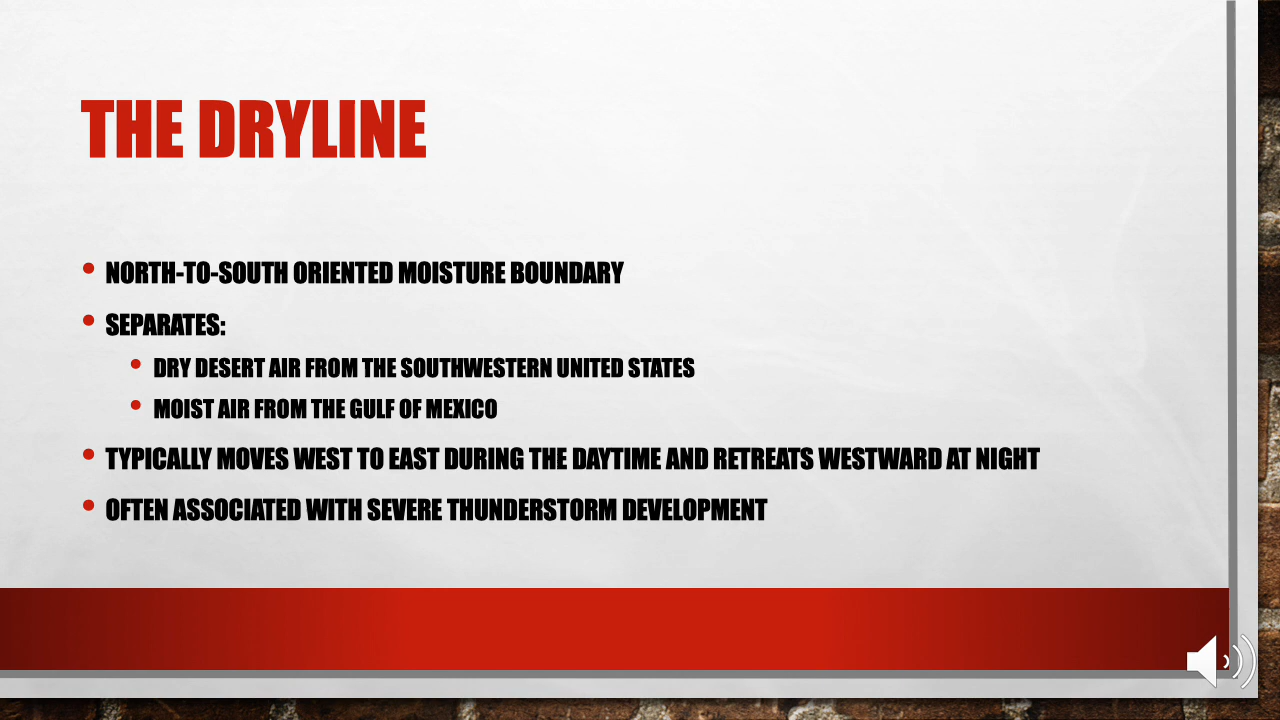 THE DRYLINE
• NORTH-TO-SOUTH ORIENTED MOISTURE BOUNDARY
• SEPARATES:
• DRY DESERT AIR FROM THE SOUTHWESTERN UNITED STATES
• MOIST AIR FROM THE GULF OF MEXICO
• TYPICALLY MOVES WEST TO EAST DURING THE DAYTIME AND RETREATS WESTWARD AT NIGHT
• OFTEN ASSOCIATED WITH SEVERE THUNDERSTORM DEVELOPMENT